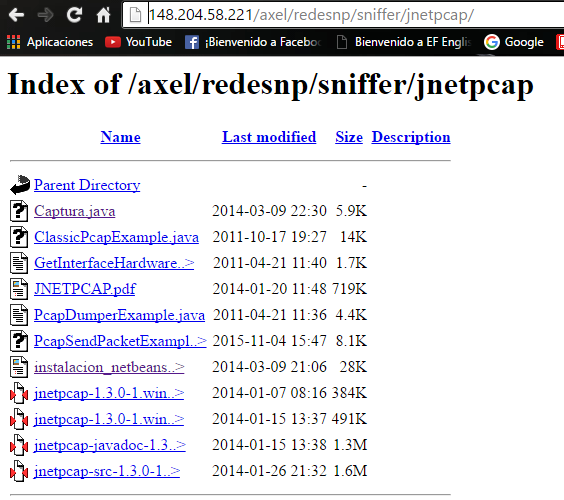 148.204.58.221/axel/redesnp/sniffer/jnetpcap/
Aplicaciones YouTube ¡Bienvenido a Faceboo Bienvenido a EF Englis Google
Index of /axel/redesnp/sniffer/jnetpcap
Name Last modified Size Description
Parent Directory -
Captura.java 2014-03-09 22:30 5.9K
ClassicPcapExample.java 2011-10-17 19:27 14K
GetInterfaceHardware..> 2011-04-21 11:40 1.7K
JNETPCAP.pdf 2014-01-20 11:48 719K
PcapDumperExample.java 2011-04-21 11:36 4.4K
PcapSendPacketExampl..> 2015-11-04 15:47 8.1K
instalacion_netbeans..> 2014-03-09 21:06 28K
jnetpcap-1.3.0-1.win..> 2014-01-07 08:16 384K
jnetpcap-1.3.0-1.win..> 2014-01-15 13:37 491K
jnetpcap-javadoc-1.3..> 2014-01-15 13:38 1.3M
jnetpcap-src-1.3.0-1..> 2014-01-26 21:32 1.6M